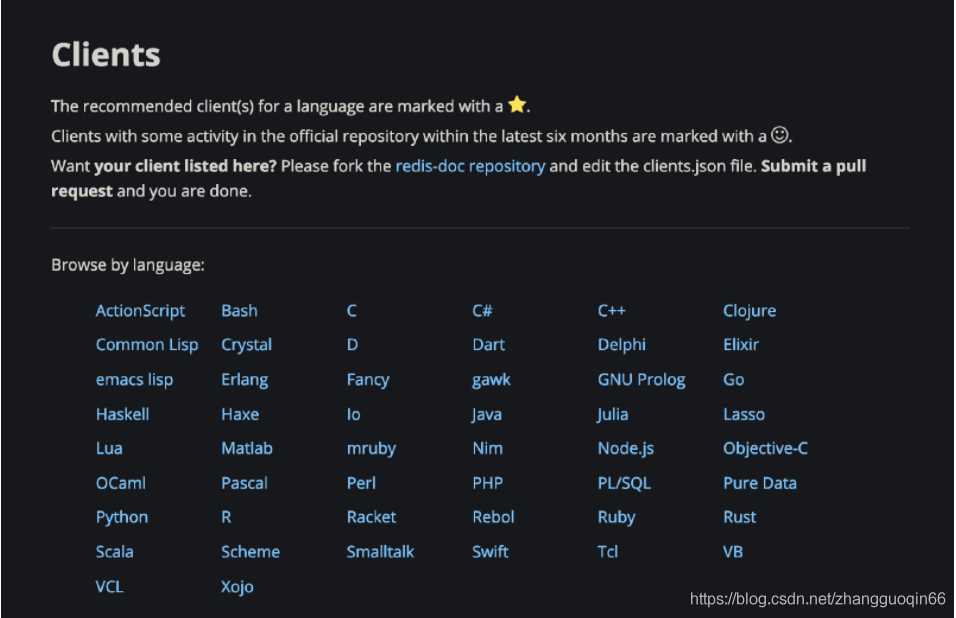 Clients
The recommended client(s) for a language are marked with a ⭐.
Clients with some activity in the official repository within the latest six months are marked with a ☺.
Want your client listed here? Please fork the redis-doc repository and edit the clients.json file. Submit a pull
request and you are done.
Browse by language:
ActionScript Bash C C# C++ Clojure
Common Lisp Crystal D Dart Delphi Elixir
emacs lisp Erlang Fancy gawk GNU Prolog Go
Haskell Haxe Io Java Julia Lasso
Lua Matlab mruby Nim Node.js Objective-C
OCaml Pascal Perl PHP PL/SQL Pure Data
Python R Racket Rebol Ruby Rust
Scala Scheme Smalltalk Swift Tcl VB
VCL Xojo
https://blog.csdn.net/zhangguoqin66